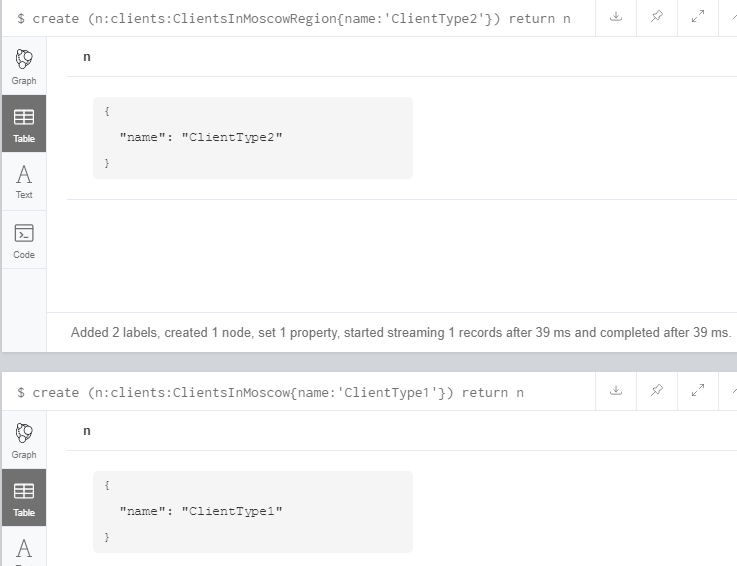 $ create (n:clients:ClientsInMoscowRegion{name:'ClientType2'}) return n
n
Graph
{
Table
"name": "ClientType2"
}
A
Text
Code
Added 2 labels, created 1 node, set 1 property, started streaming 1 records after 39 ms and completed after 39 ms.
$ create (n:clients:ClientsInMoscow{name:'ClientType1'}) return n
n
Graph
{
Table
"name": "ClientType1"
}
A